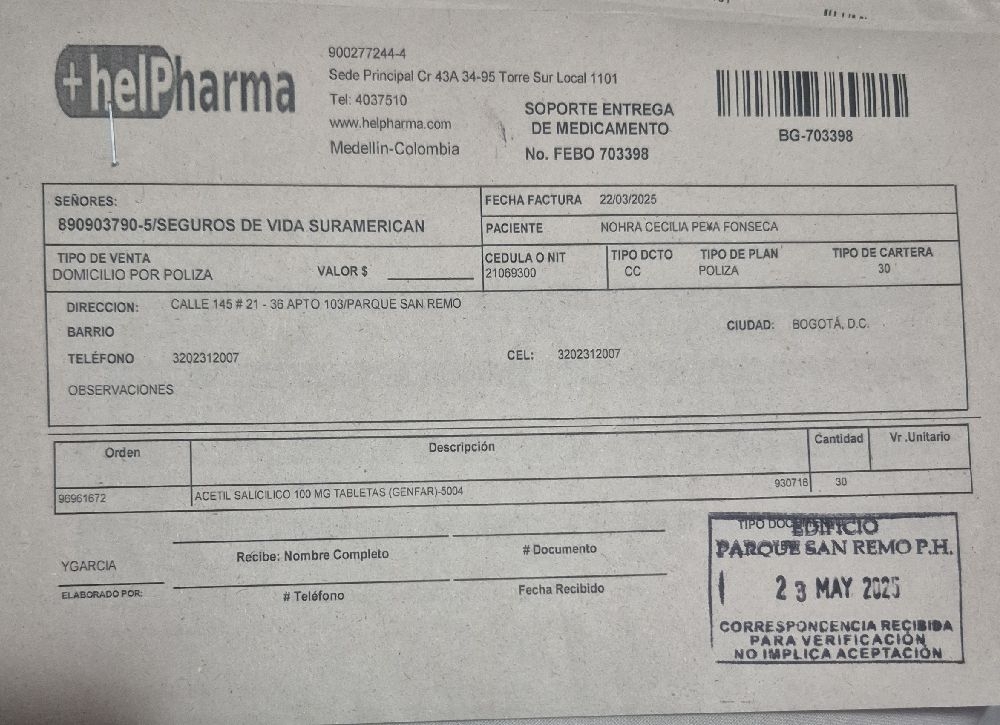 +helPharma
900277244-4
Sede Principal Cr 43A 34-95 Torre Sur Local 1101
Tel: 4037510
www.helpharma.com
Medellin-Colombia
SOPORTE ENTREGA
DE MEDICAMENTO
No. FEBO 703398
BG-703398
SEÑORES:
890903790-5/SEGUROS DE VIDA SURAMERICAN
FECHA FACTURA 22/03/2025
PACIENTE NOHRA CECILIA PE¥A FONSECA
TIPO DE VENTA
DOMICILIO POR POLIZA
VALOR $
CEDULA O NIT
21069300
TIPO DCTO
CC
TIPO DE PLAN
POLIZA
TIPO DE CARTERA
30
DIRECCION: CALLE 145 # 21 - 36 APTO 103/PARQUE SAN REMO
BARRIO
CIUDAD: BOGOTÁ, D.C.
TELÉFONO 3202312007
CEL: 3202312007
OBSERVACIONES
Orden Descripción Cantidad Vr .Unitario
96961672 ACETIL SALICILICO 100 MG TABLETAS (GENFAR)-5004 930716 30
YGARCIA
ELABORADO POR:
Recibe: Nombre Completo
# Documento
# Teléfono
Fecha Recibido
TIPO
EDIFICIO
PARQUE SAN REMO P.H.
23 MAY 2025
CORRESPONDENCIA RECIBIDA
PARA VERIFICACIÓN
NO IMPLICA ACEPTACIÓN